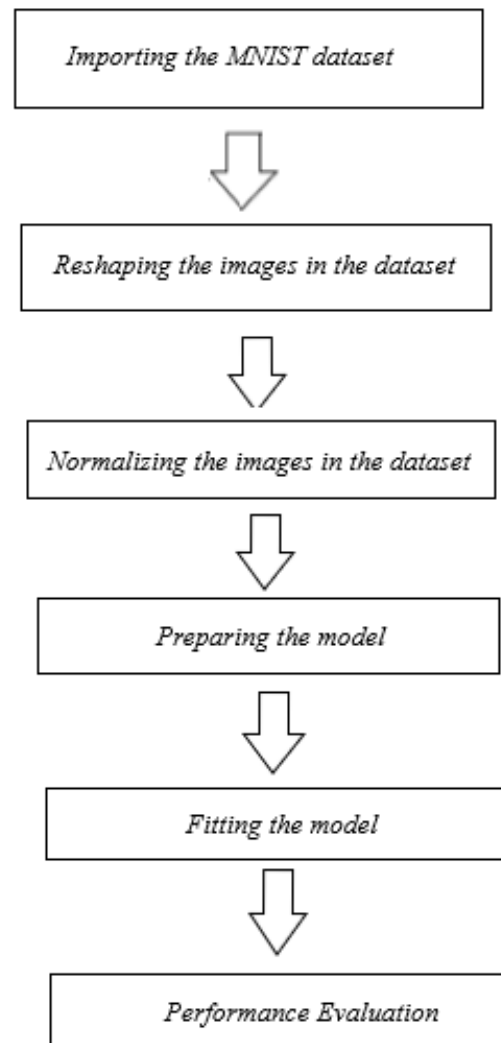 Importing the MNIST dataset
Reshaping the images in the dataset
Normalizing the images in the dataset
Preparing the model
Fitting the model
Performance Evaluation